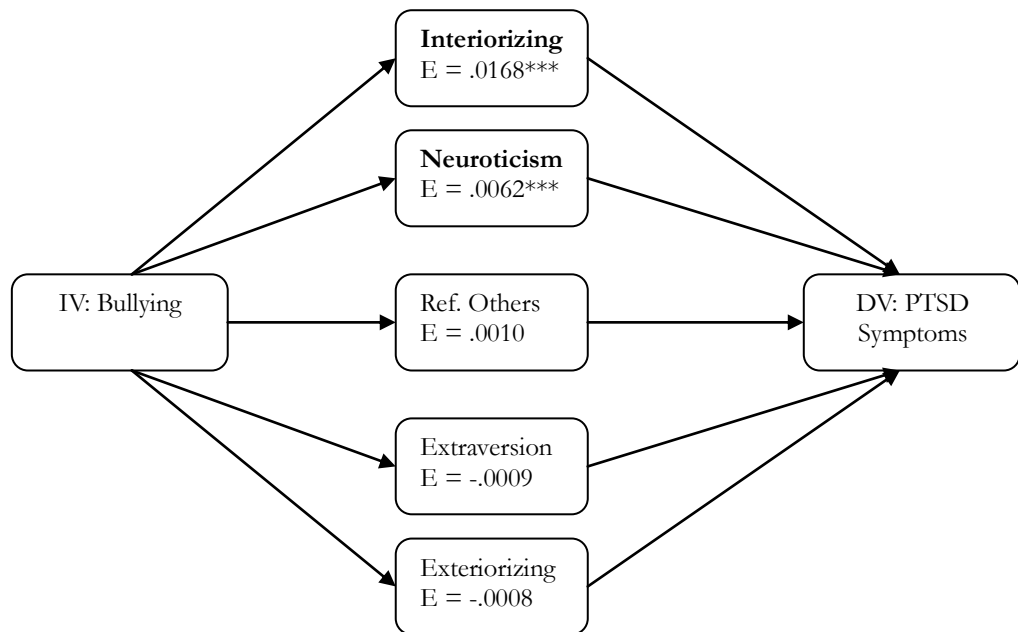 Interiorizing
E = .0168***
Neuroticism
E = .0062***
IV: Bullying
Ref. Others
E = .0010
DV: PTSD
Symptoms
Extraversion
E = -.0009
Exteriorizing
E = -.0008